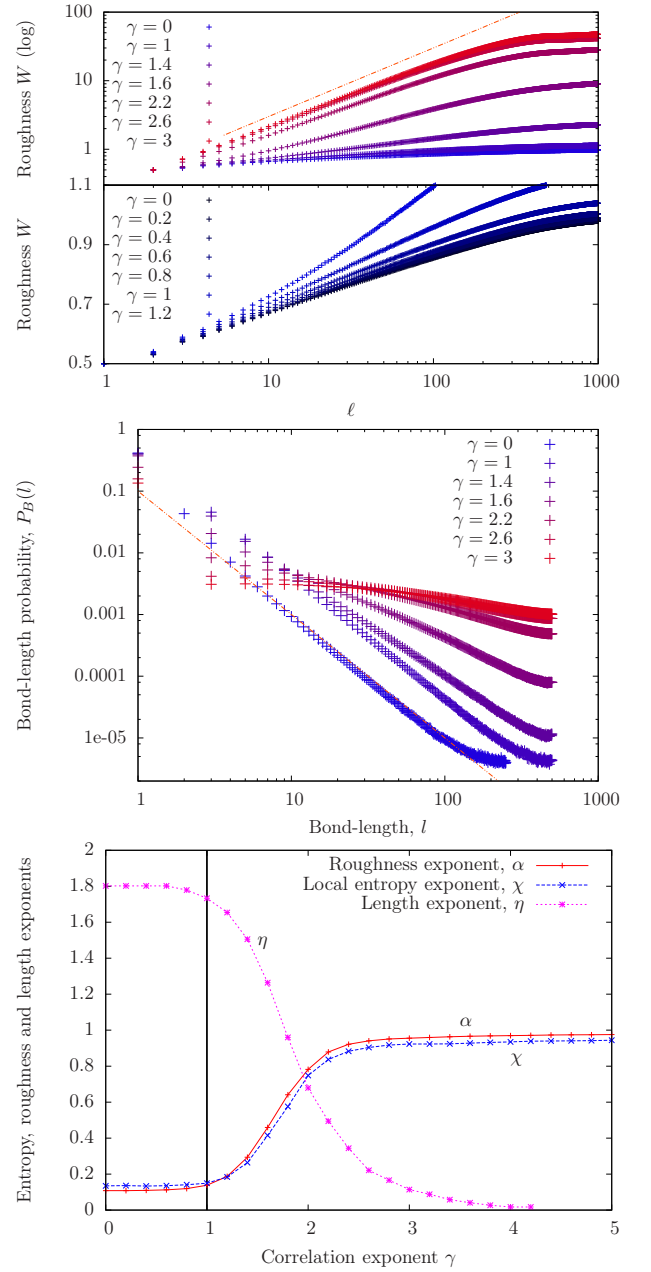 Roughness W (log)
100
10
1
γ = 0
γ = 1
γ = 1.4
γ = 1.6
γ = 2.2
γ = 2.6
γ = 3
Roughness W
1.1
0.9
0.7
0.5
γ = 0
γ = 0.2
γ = 0.4
γ = 0.6
γ = 0.8
γ = 1
γ = 1.2
1 10 100 1000
ℓ
Bond-length probability, P_B(l)
1
0.1
0.01
0.001
0.0001
1e-05
γ = 0
γ = 1
γ = 1.4
γ = 1.6
γ = 2.2
γ = 2.6
γ = 3
1 10 100 1000
Bond-length, l
Entropy, roughness and length exponents
2
1.8
1.6
1.4
1.2
1
0.8
0.6
0.4
0.2
0
Roughness exponent, α
Local entropy exponent, χ
Length exponent, η
η
α
χ
0 1 2 3 4 5
Correlation exponent γ